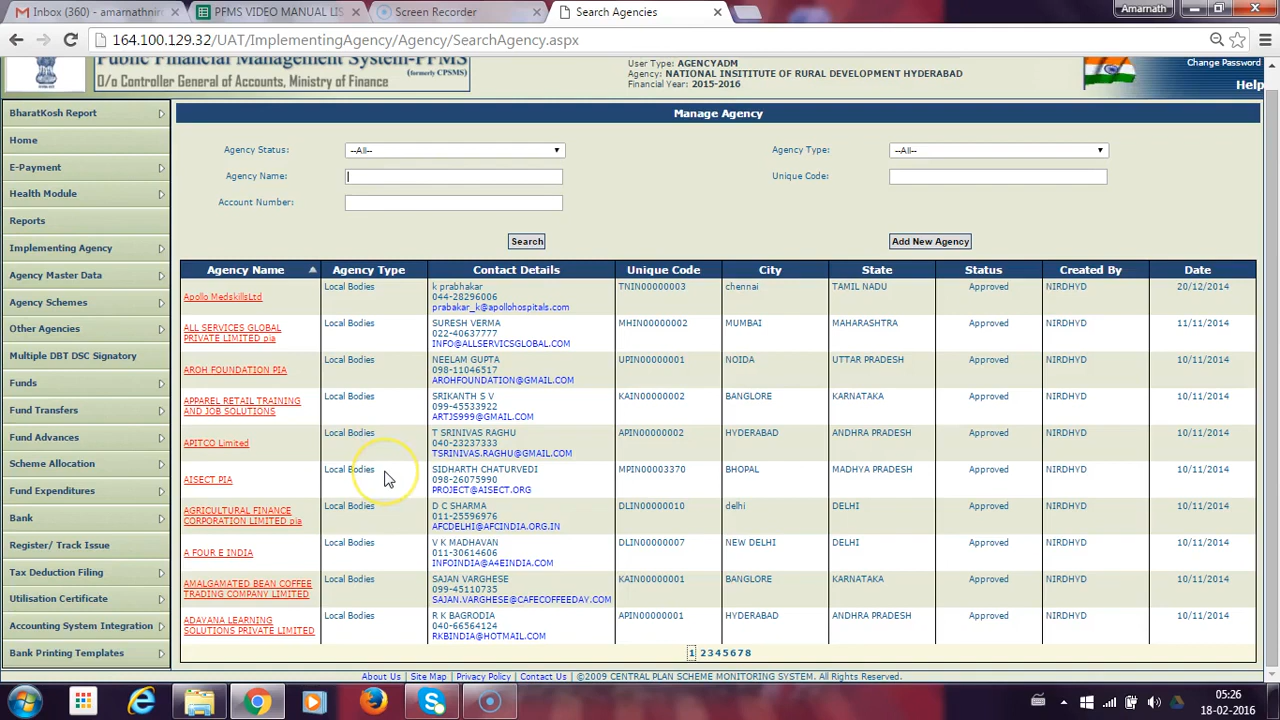 Inbox (360) - amarathnire
PFMS VIDEO MANUAL LIS
Screen Recorder
Search Agencies
Amarnath
164.100.129.32/UAT/ImplementingAgency/Agency/SearchAgency.aspx
Public Financial Management System-PFMS
(formerly CPSMS)
O/o Controller General of Accounts, Ministry of Finance
User Type: AGENCYADM
Agency: NATIONAL INSITITUTE OF RURAL DEVELOPMENT HYDERABAD
Financial Year: 2015-2016
Change Password
Help
BharatKosh Report
Home
E-Payment
Health Module
Reports
Implementing Agency
Agency Master Data
Agency Schemes
Other Agencies
Multiple DBT DSC Signatory
Funds
Fund Transfers
Fund Advances
Scheme Allocation
Fund Expenditures
Bank
Register/ Track Issue
Tax Deduction Filing
Utilisation Certificate
Accounting System Integration
Bank Printing Templates
Manage Agency
Agency Status: --All-- Agency Type: --All--
Agency Name: Unique Code:
Account Number:
Search Add New Agency
Agency Name Agency Type Contact Details Unique Code City State Status Created By Date
Apollo MedskillsLtd Local Bodies k prabhakar TNIN00000003 chennai TAMIL NADU Approved NIRDHYD 20/12/2014
044-28296006
prabakar_k@apollohospitals.com
ALL SERVICES GLOBAL PRIVATE LIMITED pia Local Bodies SURESH VERMA MHIN00000002 MUMBAI MAHARASHTRA Approved NIRDHYD 11/11/2014
022-40637777
INFO@ALLSERVICSGLOBAL.COM
AROH FOUNDATION PIA Local Bodies NEELAM GUPTA UPIN00000001 NOIDA UTTAR PRADESH Approved NIRDHYD 10/11/2014
098-11046517
AROHFOUNDATION@GMAIL.COM
APPAREL RETAIL TRAINING AND JOB SOLUTIONS Local Bodies SRIKANTH S V KAIN00000002 BANGLORE KARNATAKA Approved NIRDHYD 10/11/2014
099-45533922
ARTJS999@GMAIL.COM
APITCO Limited Local Bodies T SRINIVAS RAGHU APIN00000002 HYDERABAD ANDHRA PRADESH Approved NIRDHYD 10/11/2014
040-23237333
TSRINIVAS.RAGHU@GMAIL.COM
AISECT PIA Local Bodies SIDHARTH CHATURVEDI MPIN00003370 BHOPAL MADHYA PRADESH Approved NIRDHYD 10/11/2014
098-26075990
PROJECT@AISECT.ORG
AGRICULTURAL FINANCE CORPORATION LIMITED pia Local Bodies D C SHARMA DLIN00000010 delhi DELHI Approved NIRDHYD 10/11/2014
011-25596976
AFCDELHI@AFCINDIA.ORG.IN
A FOUR E INDIA Local Bodies V K MADHAVAN DLIN00000007 NEW DELHI DELHI Approved NIRDHYD 10/11/2014
011-30614606
INFOINDIA@A4EINDIA.COM
AMALGAMATED BEAN COFFEE TRADING COMPANY LIMITED Local Bodies SAJAN VARGHESE KAIN00000001 BANGLORE KARNATAKA Approved NIRDHYD 10/11/2014
099-45110735
SAJAN.VARGHESE@CAFECOFFEEDAY.COM
ADAYANA LEARNING SOLUTIONS PRIVATE LIMITED Local Bodies R K BAGRODIA APIN00000001 HYDERABAD ANDHRA PRADESH Approved NIRDHYD 10/11/2014
040-66564124
RKBINDIA@HOTMAIL.COM
1 2 3 4 5 6 7 8
About Us | Site Map | Privacy Policy | Contact Us | ©2009 CENTRAL PLAN SCHEME MONITORING SYSTEM. All Rights Reserved.
05:26
18-02-2016